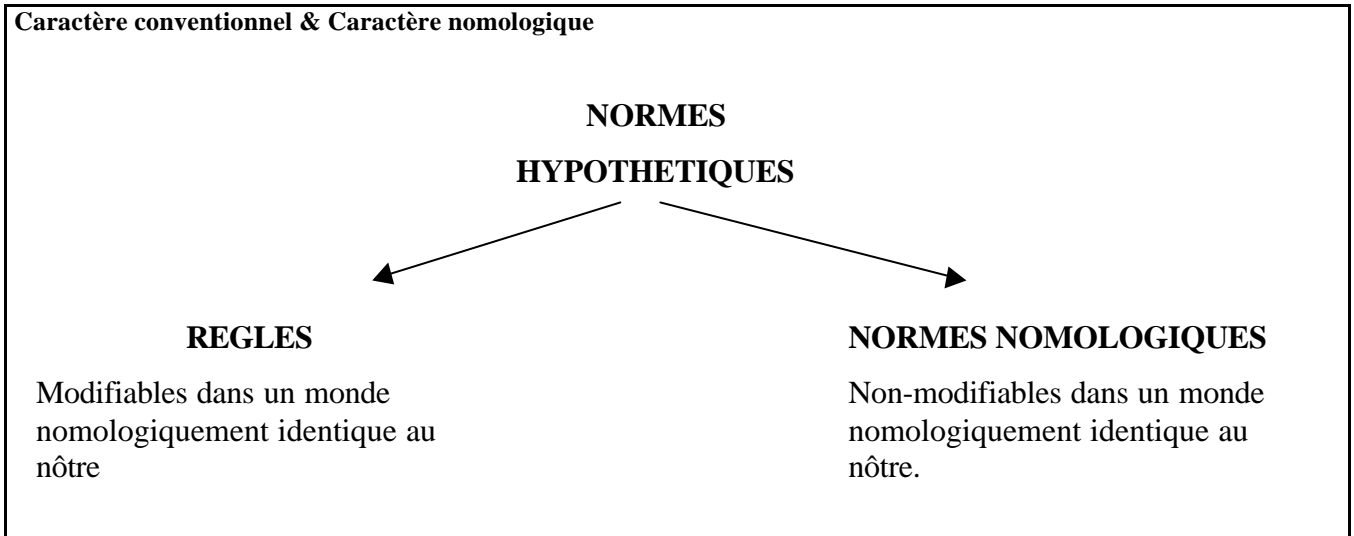 Caractère conventionnel & Caractère nomologique
NORMES
HYPOTHETIQUES
REGLES
Modifiables dans un monde
nomologiquement identique au
nôtre
NORMES NOMOLOGIQUES
Non-modifiables dans un monde
nomologiquement identique au
nôtre.